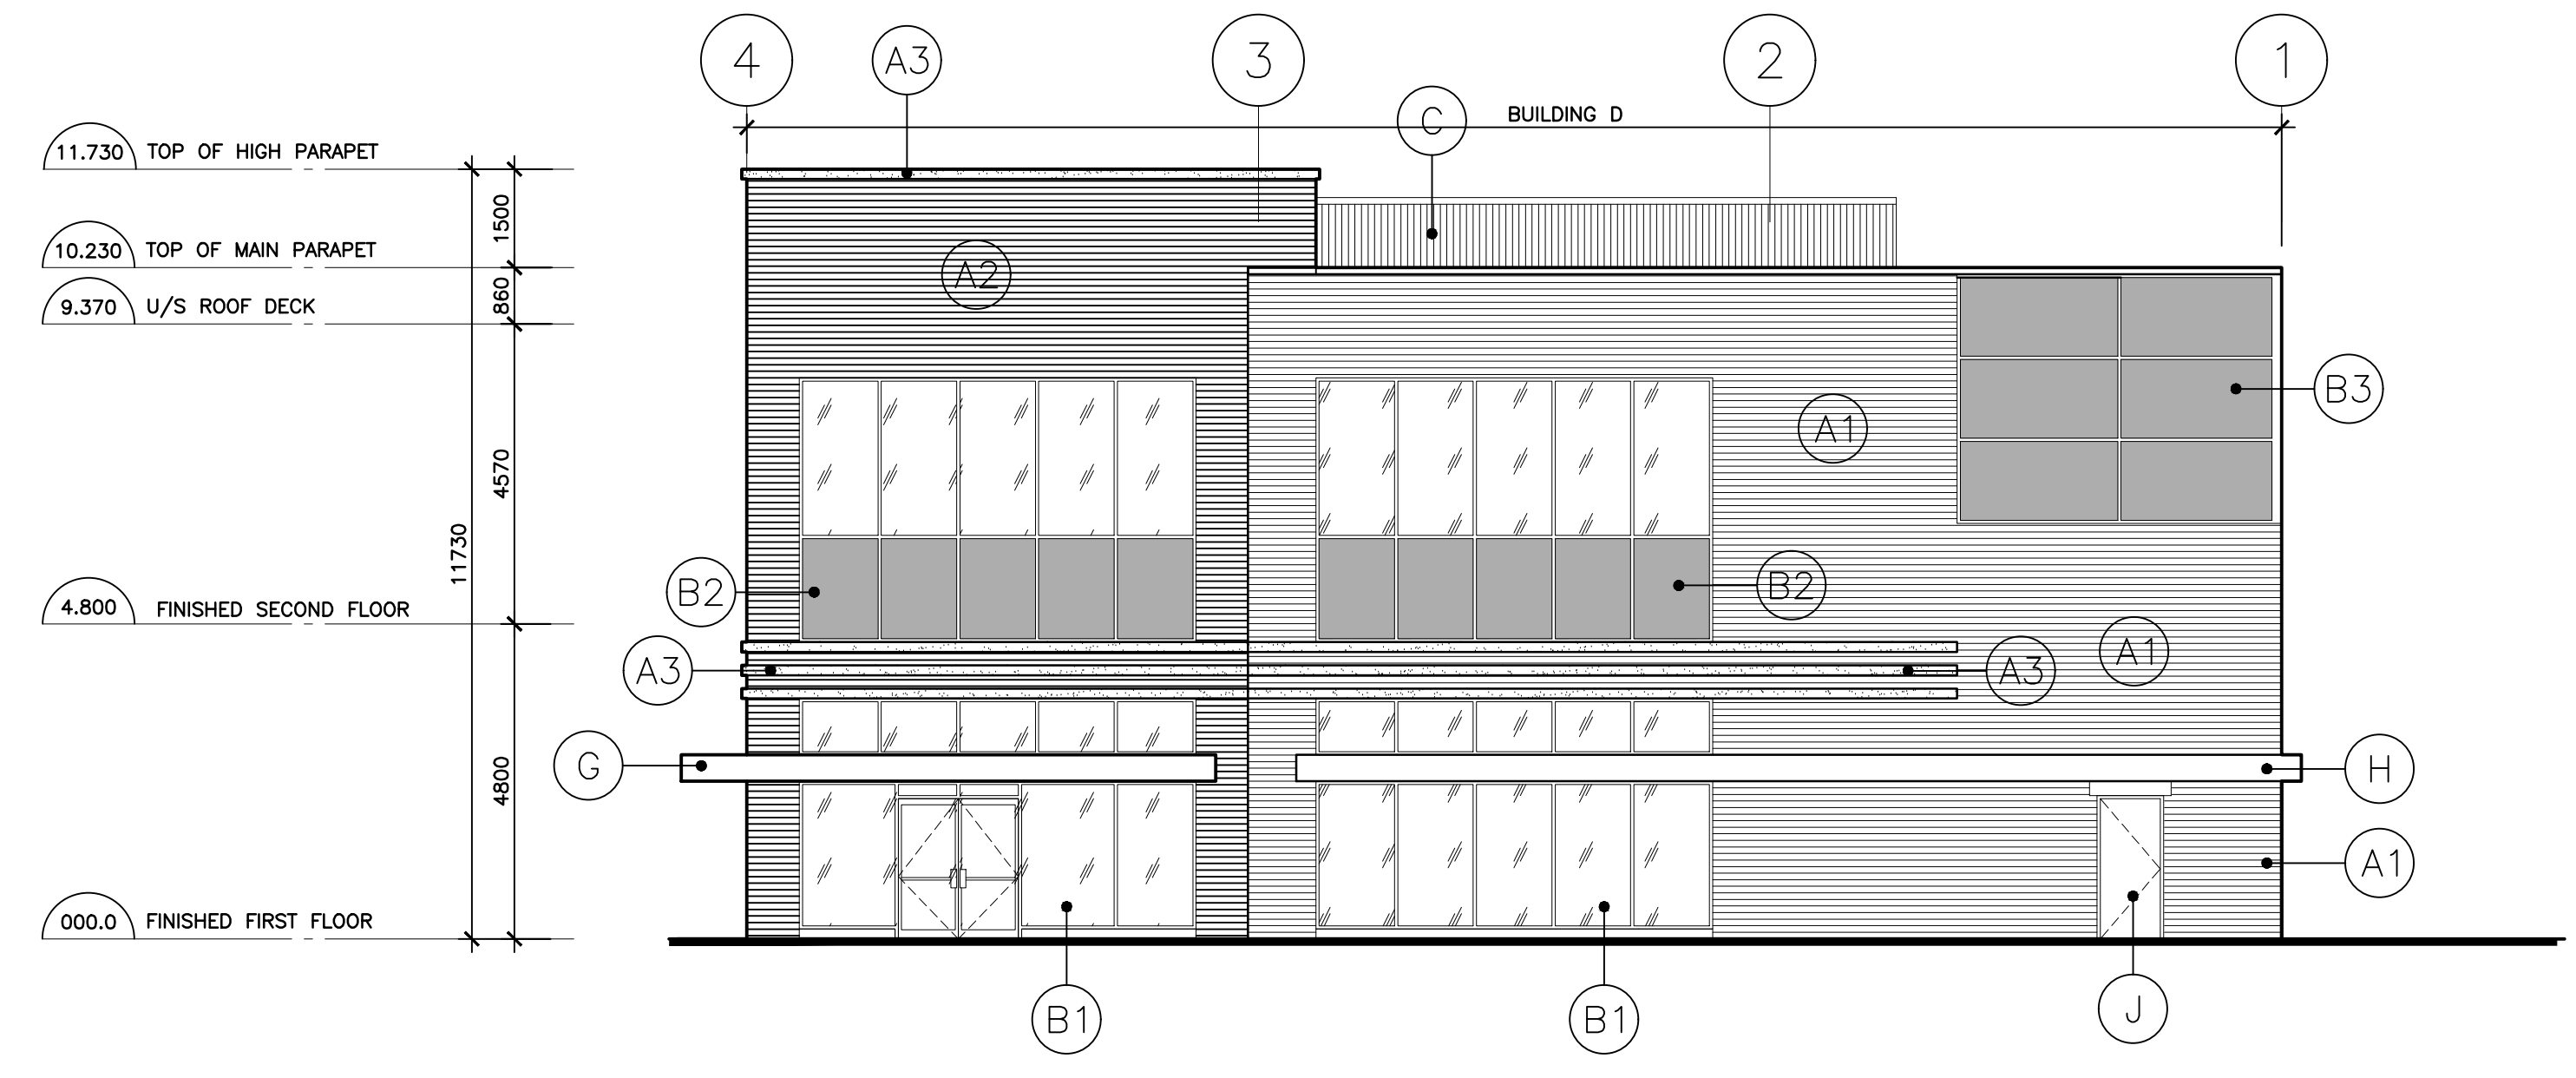 4
A3
3
2
1
C
BUILDING D
11.730 TOP OF HIGH PARAPET
1500
10.230 TOP OF MAIN PARAPET
A2
860
9.370 U/S ROOF DECK
B3
A1
4570
11730
B2
B2
4.800 FINISHED SECOND FLOOR
A1
A3
A3
G
H
4800
A1
000.0 FINISHED FIRST FLOOR
B1
B1
J